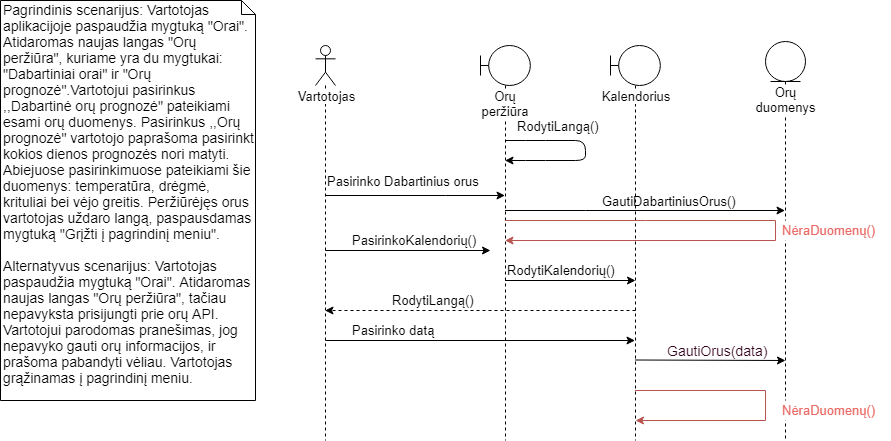 Pagrindinis scenarijus: Vartotojas
aplikacijoje paspaudžia mygtuką "Orai".
Atidaromas naujas langas "Orų
peržiūra", kuriame yra du mygtukai:
"Dabartiniai orai" ir "Orų
prognozė".Vartotojui pasirinkus
,,Dabartinė orų prognozė" pateikiami
esami orų duomenys. Pasirinkus ,,Orų
prognozė" vartotojo paprašoma pasirinkt
kokios dienos prognozės nori matyti.
Abiejuose pasirinkimuose pateikiami šie
duomenys: temperatūra, drėgmė,
krituliai bei vėjo greitis. Peržiūrėjęs orus
vartotojas uždaro langą, paspausdamas
mygtuką "Grįžti į pagrindinį meniu".
Alternatyvus scenarijus: Vartotojas
paspaudžia mygtuką "Orai". Atidaromas
naujas langas "Orų peržiūra", tačiau
nepavyksta prisijungti prie orų API.
Vartotojui parodomas pranešimas, jog
nepavyko gauti orų informacijos, ir
prašoma pabandyti vėliau. Vartotojas
grąžinamas į pagrindinį meniu.
Vartotojas
Orų
peržiūra
Kalendorius
Orų
duomenys
RodytiLangą()
Pasirinko Dabartinius orus
GautiDabartiniusOrus()
NėraDuomenų()
PasirinkoKalendorių()
RodytiKalendorių()
RodytiLangą()
Pasirinko datą
GautiOrus(data)
NėraDuomenų()